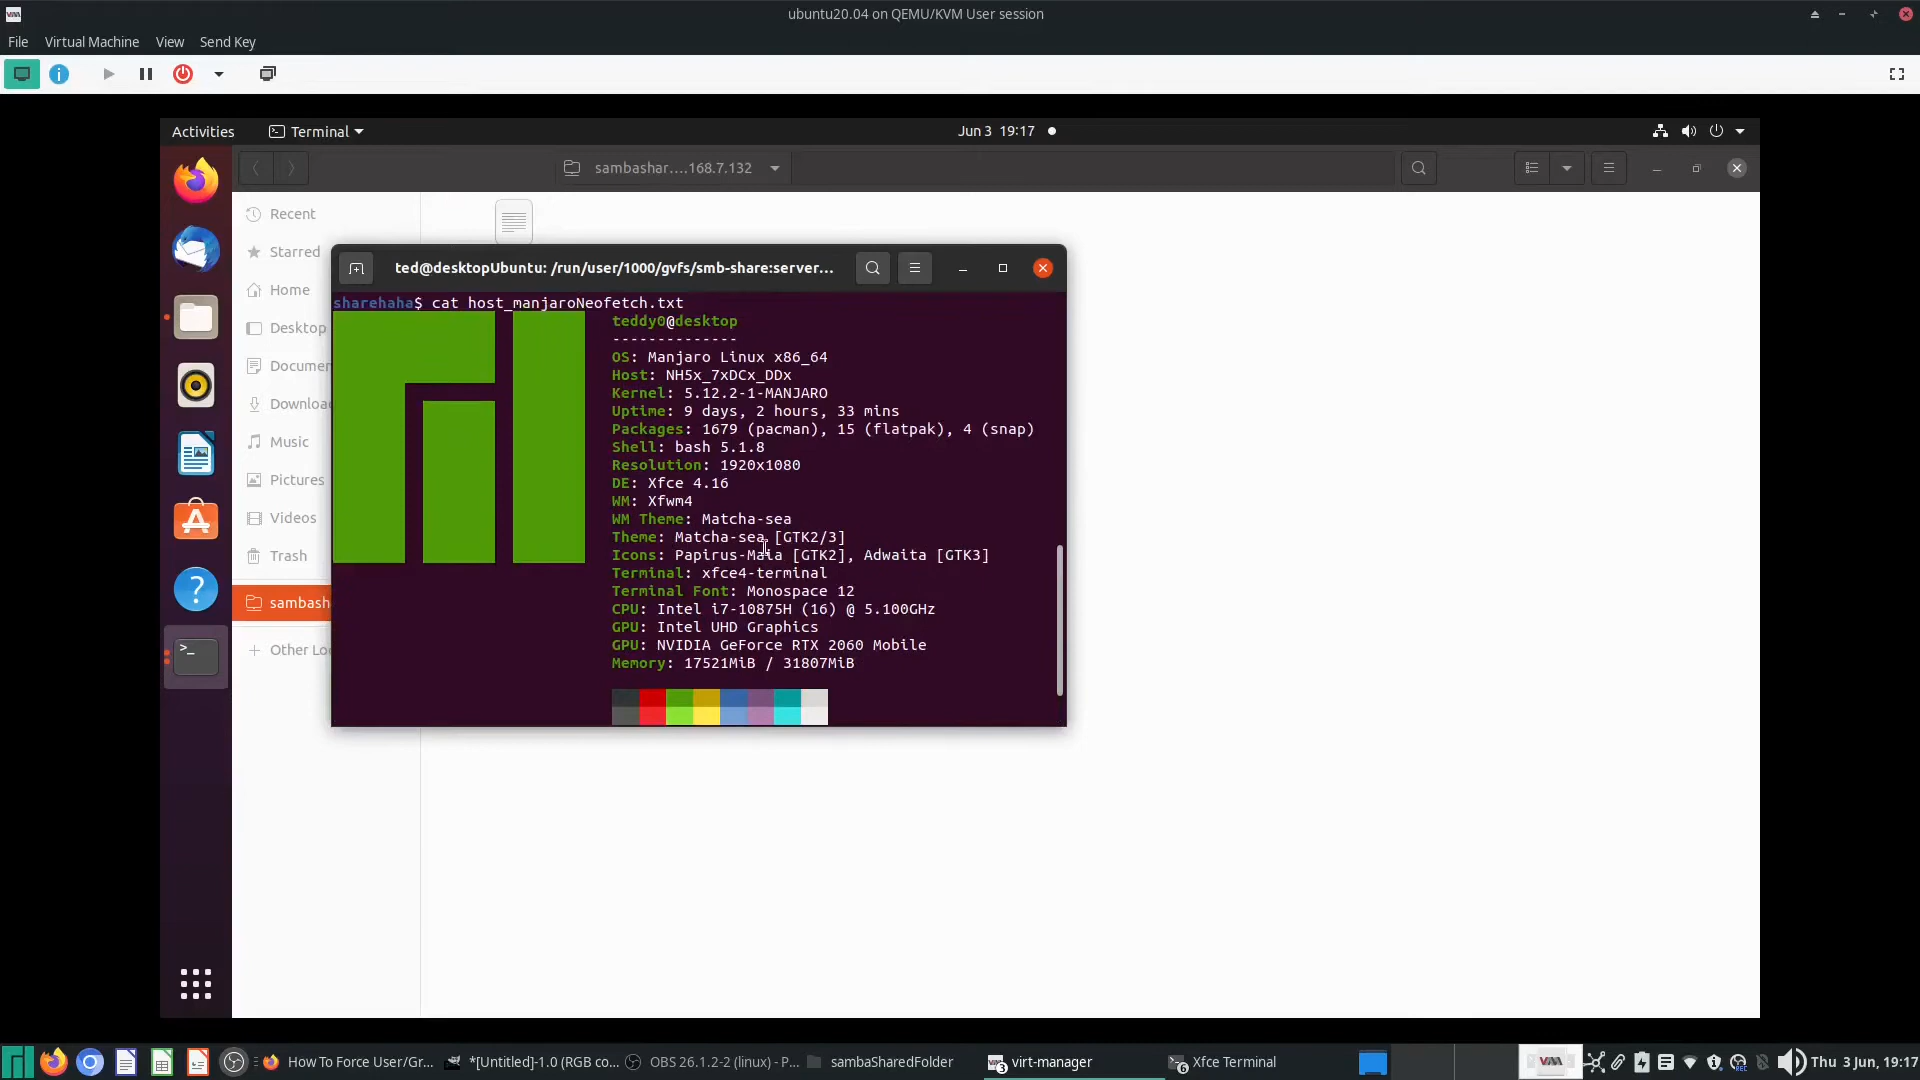 ubuntu20.04 on QEMU/KVM User session
File Virtual Machine View Send Key
Activities Terminal Jun 3 19:17
sambashar....168.7.132
Recent
Starred
Home
Desktop
Documen
Downloa
Music
Pictures
Videos
Trash
sambash
+ Other Lo
ted@desktopUbuntu: /run/user/1000/gvfs/smb-share:server...
sharehaha$ cat host_manjaroNeofetch.txt
teddy0@desktop
--------------
OS: Manjaro Linux x86_64
Host: NH5x_7xDCx_DDx
Kernel: 5.12.2-1-MANJARO
Uptime: 9 days, 2 hours, 33 mins
Packages: 1679 (pacman), 15 (flatpak), 4 (snap)
Shell: bash 5.1.8
Resolution: 1920x1080
DE: Xfce 4.16
WM: Xfwm4
WM Theme: Matcha-sea
Theme: Matcha-sea [GTK2/3]
Icons: Papirus-Maia [GTK2], Adwaita [GTK3]
Terminal: xfce4-terminal
Terminal Font: Monospace 12
CPU: Intel i7-10875H (16) @ 5.100GHz
GPU: Intel UHD Graphics
GPU: NVIDIA GeForce RTX 2060 Mobile
Memory: 17521MiB / 31807MiB
How To Force User/Gr... *[Untitled]-1.0 (RGB co... OBS 26.1.2-2 (linux) - P... sambaSharedFolder 3 virt-manager 6 Xfce Terminal Thu 3 Jun, 19:17